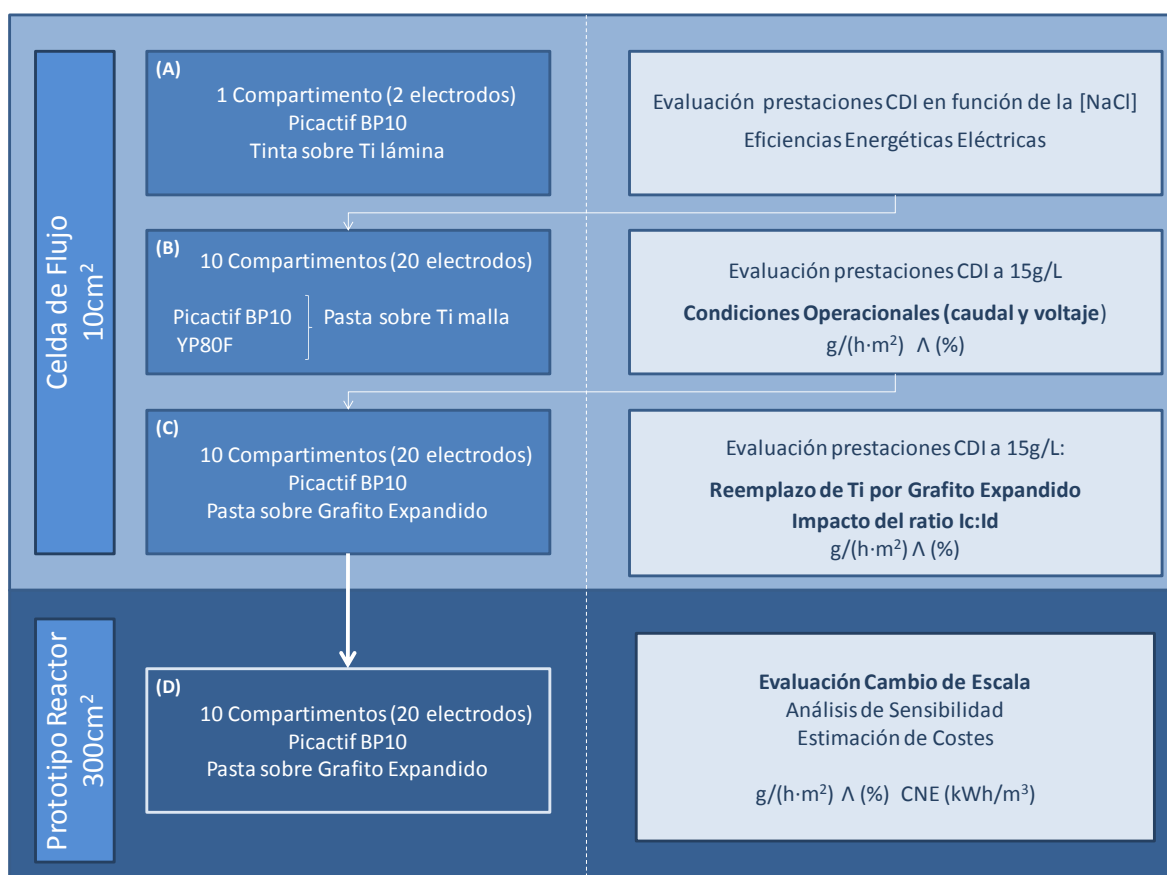 Celda de Flujo
10cm²
(A)
1 Compartimento (2 electrodos)
Picactif BP10
Tinta sobre Ti lámina
Evaluación prestaciones CDI en función de la [NaCl]
Eficiencias Energéticas Eléctricas
(B)
10 Compartimentos (20 electrodos)
Picactif BP10
YP80F
Pasta sobre Ti malla
Evaluación prestaciones CDI a 15g/L
Condiciones Operacionales (caudal y voltaje)
g/(h·m²) Λ (%)
(C)
10 Compartimentos (20 electrodos)
Picactif BP10
Pasta sobre Grafito Expandido
Evaluación prestaciones CDI a 15g/L:
Reemplazo de Ti por Grafito Expandido
Impacto del ratio Ic:Id
g/(h·m²) Λ (%)
Prototipo Reactor
300cm²
(D)
10 Compartimentos (20 electrodos)
Picactif BP10
Pasta sobre Grafito Expandido
Evaluación Cambio de Escala
Análisis de Sensibilidad
Estimación de Costes
g/(h·m²) Λ (%) CNE (kWh/m³)